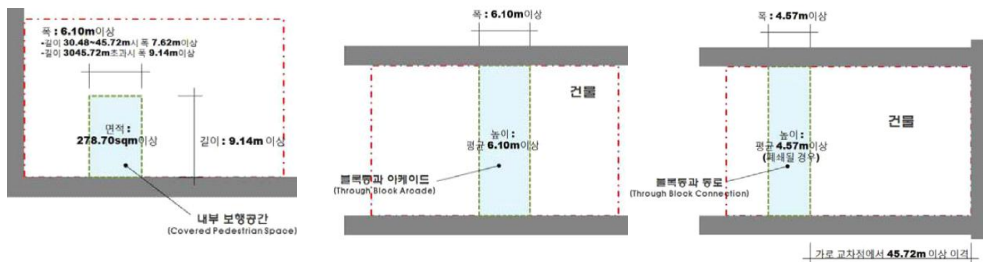 폭 : 6.10m이상
-길이 30.48~45.72m시 폭 7.62m이상
-길이 3045.72m초과시 폭 9.14m이상
면적 :
278.70sqm이상
길이 : 9.14m 이상
내부 보행공간
(Covered Pedestrian Space)
폭 : 6.10m이상
건물
높이 :
평균 6.10m이상
블록통과 아케이드
(Through Block Arcade)
폭 : 4.57m이상
건물
높이 :
평균 4.57m이상
(폐쇄될 경우)
블록통과 통로
(Through Block Connection)
가로 교차점에서 45.72m 이상 이격